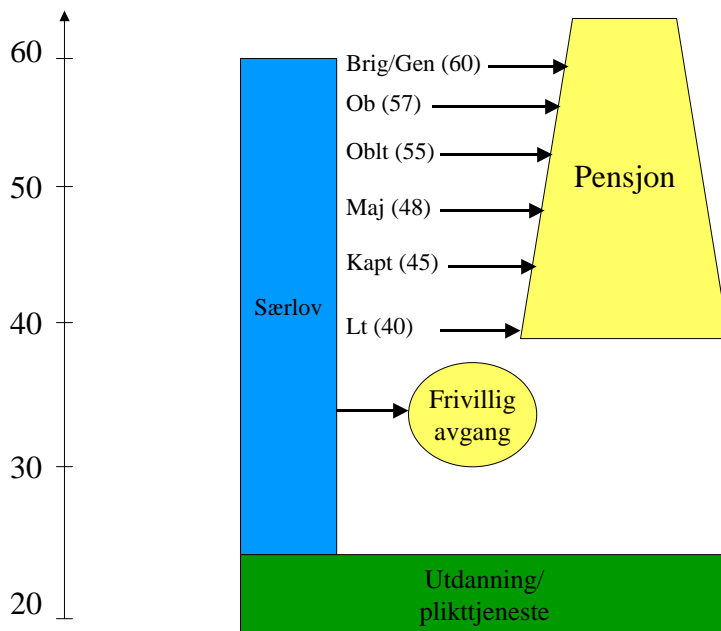 60
50
40
30
20
Brig/Gen (60)
Ob (57)
Oblt (55)
Maj (48)
Kapt (45)
Lt (40)
Særlov
Pensjon
Frivillig
avgang
Utdanning/
plikttjeneste